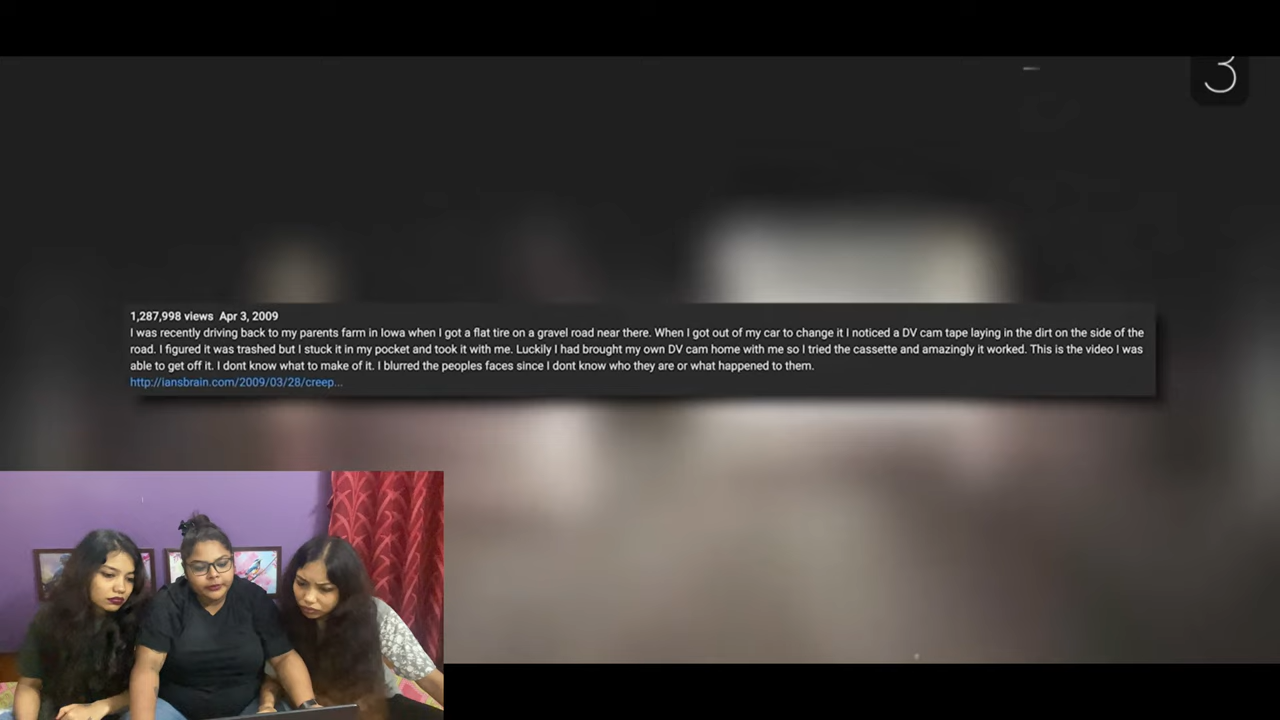 3
1,287,998 views Apr 3, 2009
I was recently driving back to my parents farm in Iowa when I got a flat tire on a gravel road near there. When I got out of my car to change it I noticed a DV cam tape laying in the dirt on the side of the
road. I figured it was trashed but I stuck it in my pocket and took it with me. Luckily I had brought my own DV cam home with me so I tried the cassette and amazingly it worked. This is the video I was
able to get off it. I dont know what to make of it. I blurred the peoples faces since I dont know who they are or what happened to them.
http://iansbrain.com/2009/03/28/creep...